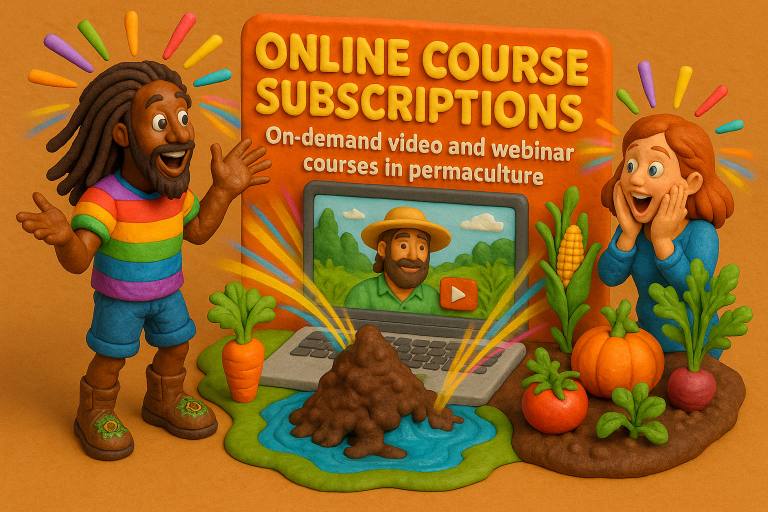 ONLINE COURSE
SUBSCRIPTIONS
On-demand video and webinar
courses in permaculture